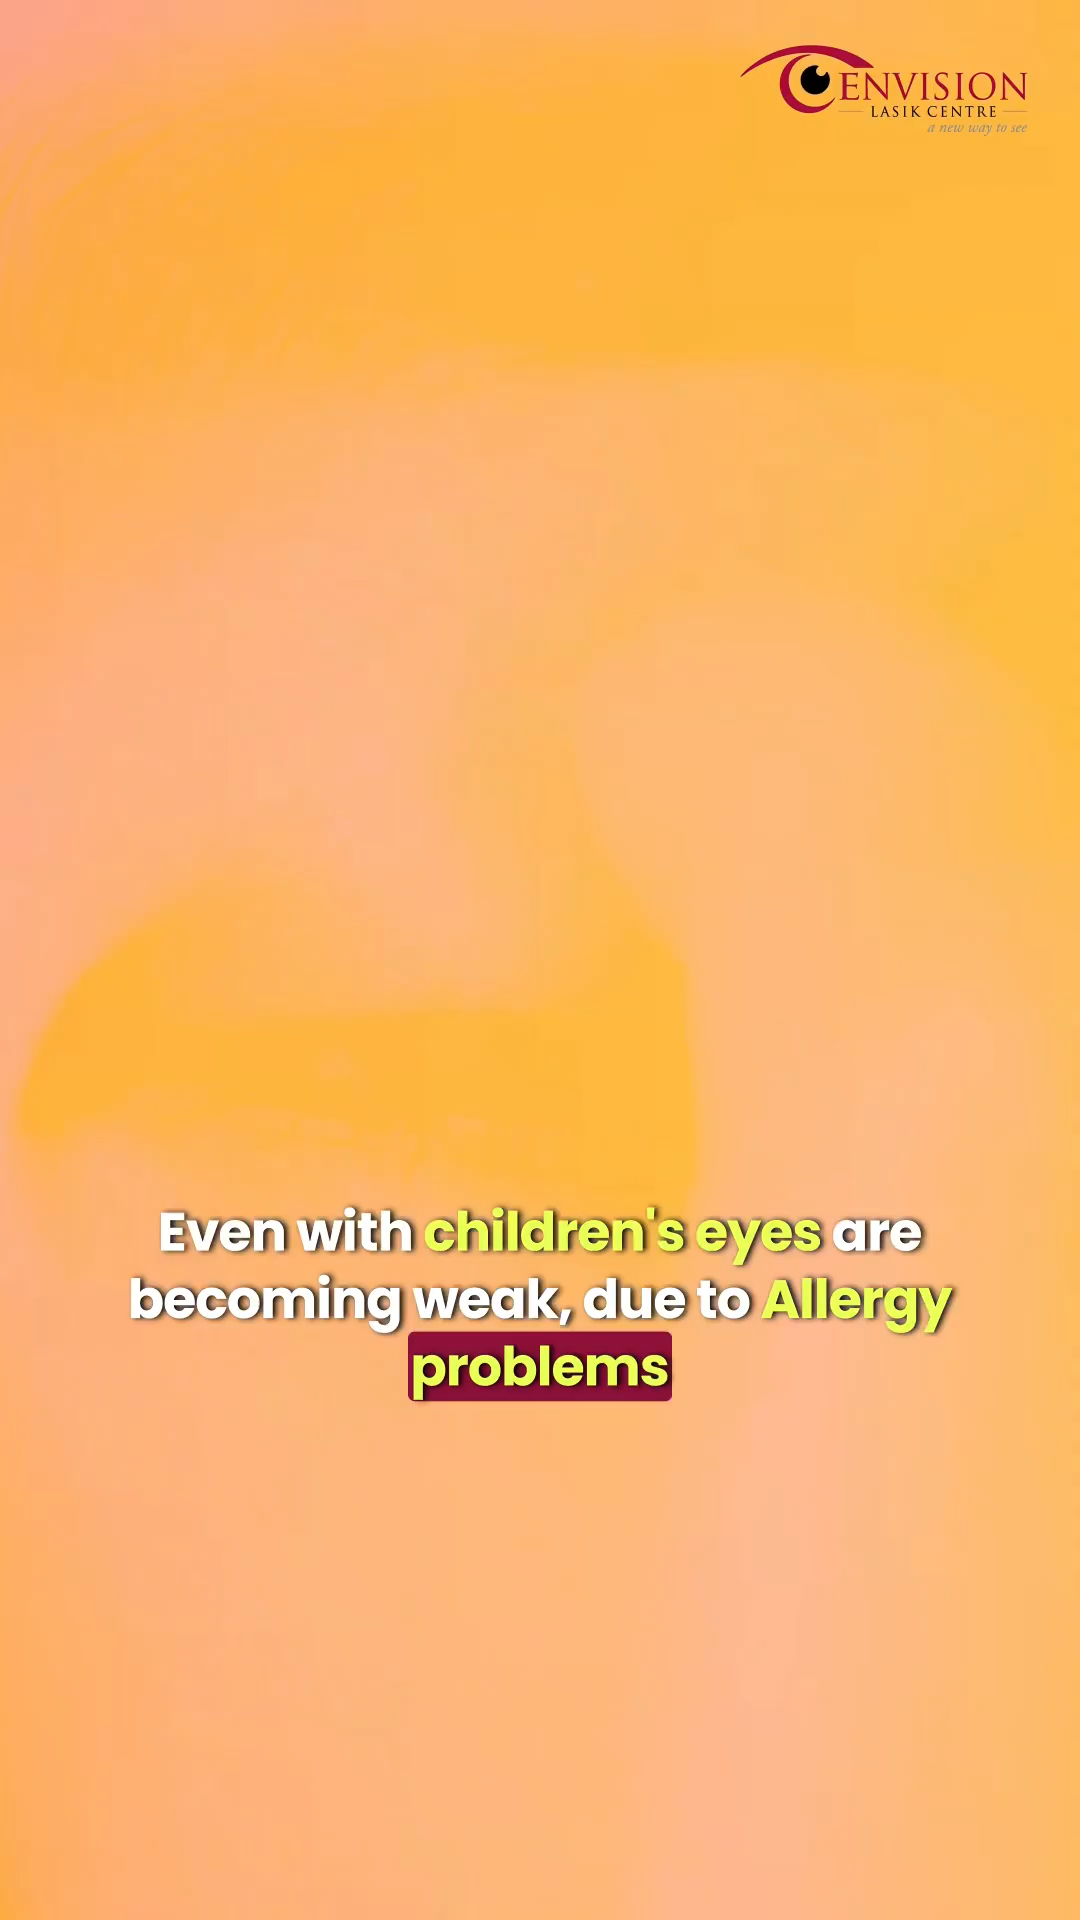 ENVISION
LASIK CENTRE
a new way to see
Even with children's eyes are
becoming weak, due to Allergy
problems